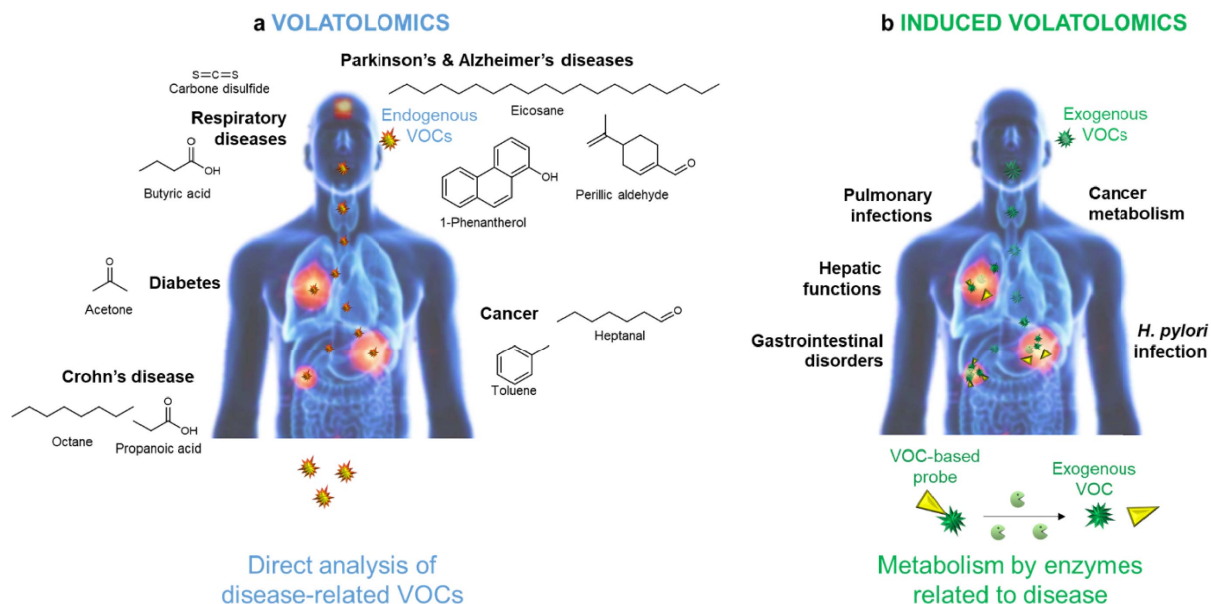 a VOLATOLOMICS
S=C=S
Carbone disulfide
Parkinson's & Alzheimer's diseases
Eicosane
Respiratory
diseases
Endogenous
VOCs
O
OH
Butyric acid
OH
1-Phenantherol
O
Perillic aldehyde
O
Acetone
Diabetes
Cancer
O
Heptanal
Toluene
Crohn's disease
Octane
O
OH
Propanoic acid
Direct analysis of
disease-related VOCs
b INDUCED VOLATOLOMICS
Exogenous
VOCs
Pulmonary
infections
Cancer
metabolism
Hepatic
functions
Gastrointestinal
disorders
H. pylori
infection
VOC-based
probe
Exogenous
VOC
Metabolism by enzymes
related to disease